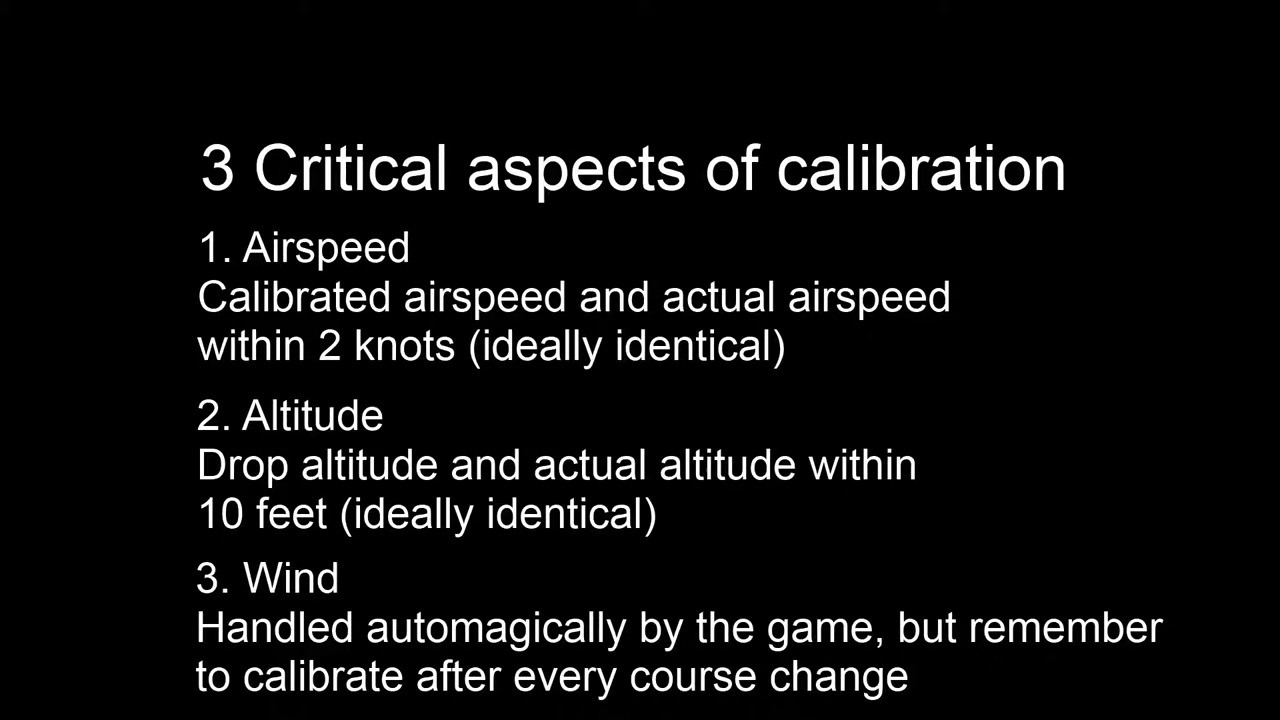 3 Critical aspects of calibration
1. Airspeed
Calibrated airspeed and actual airspeed
within 2 knots (ideally identical)
2. Altitude
Drop altitude and actual altitude within
10 feet (ideally identical)
3. Wind
Handled automagically by the game, but remember
to calibrate after every course change